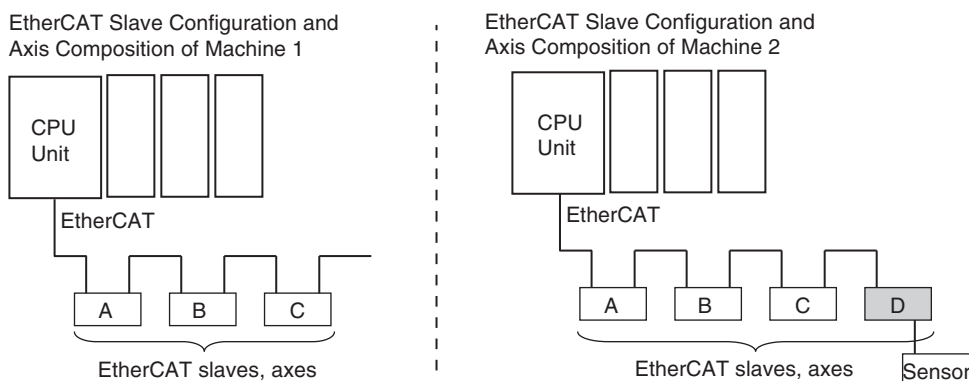 EtherCAT Slave Configuration and
Axis Composition of Machine 1
CPU
Unit
EtherCAT
A
B
C
EtherCAT slaves, axes
EtherCAT Slave Configuration and
Axis Composition of Machine 2
CPU
Unit
EtherCAT
A
B
C
D
EtherCAT slaves, axes
Sensor